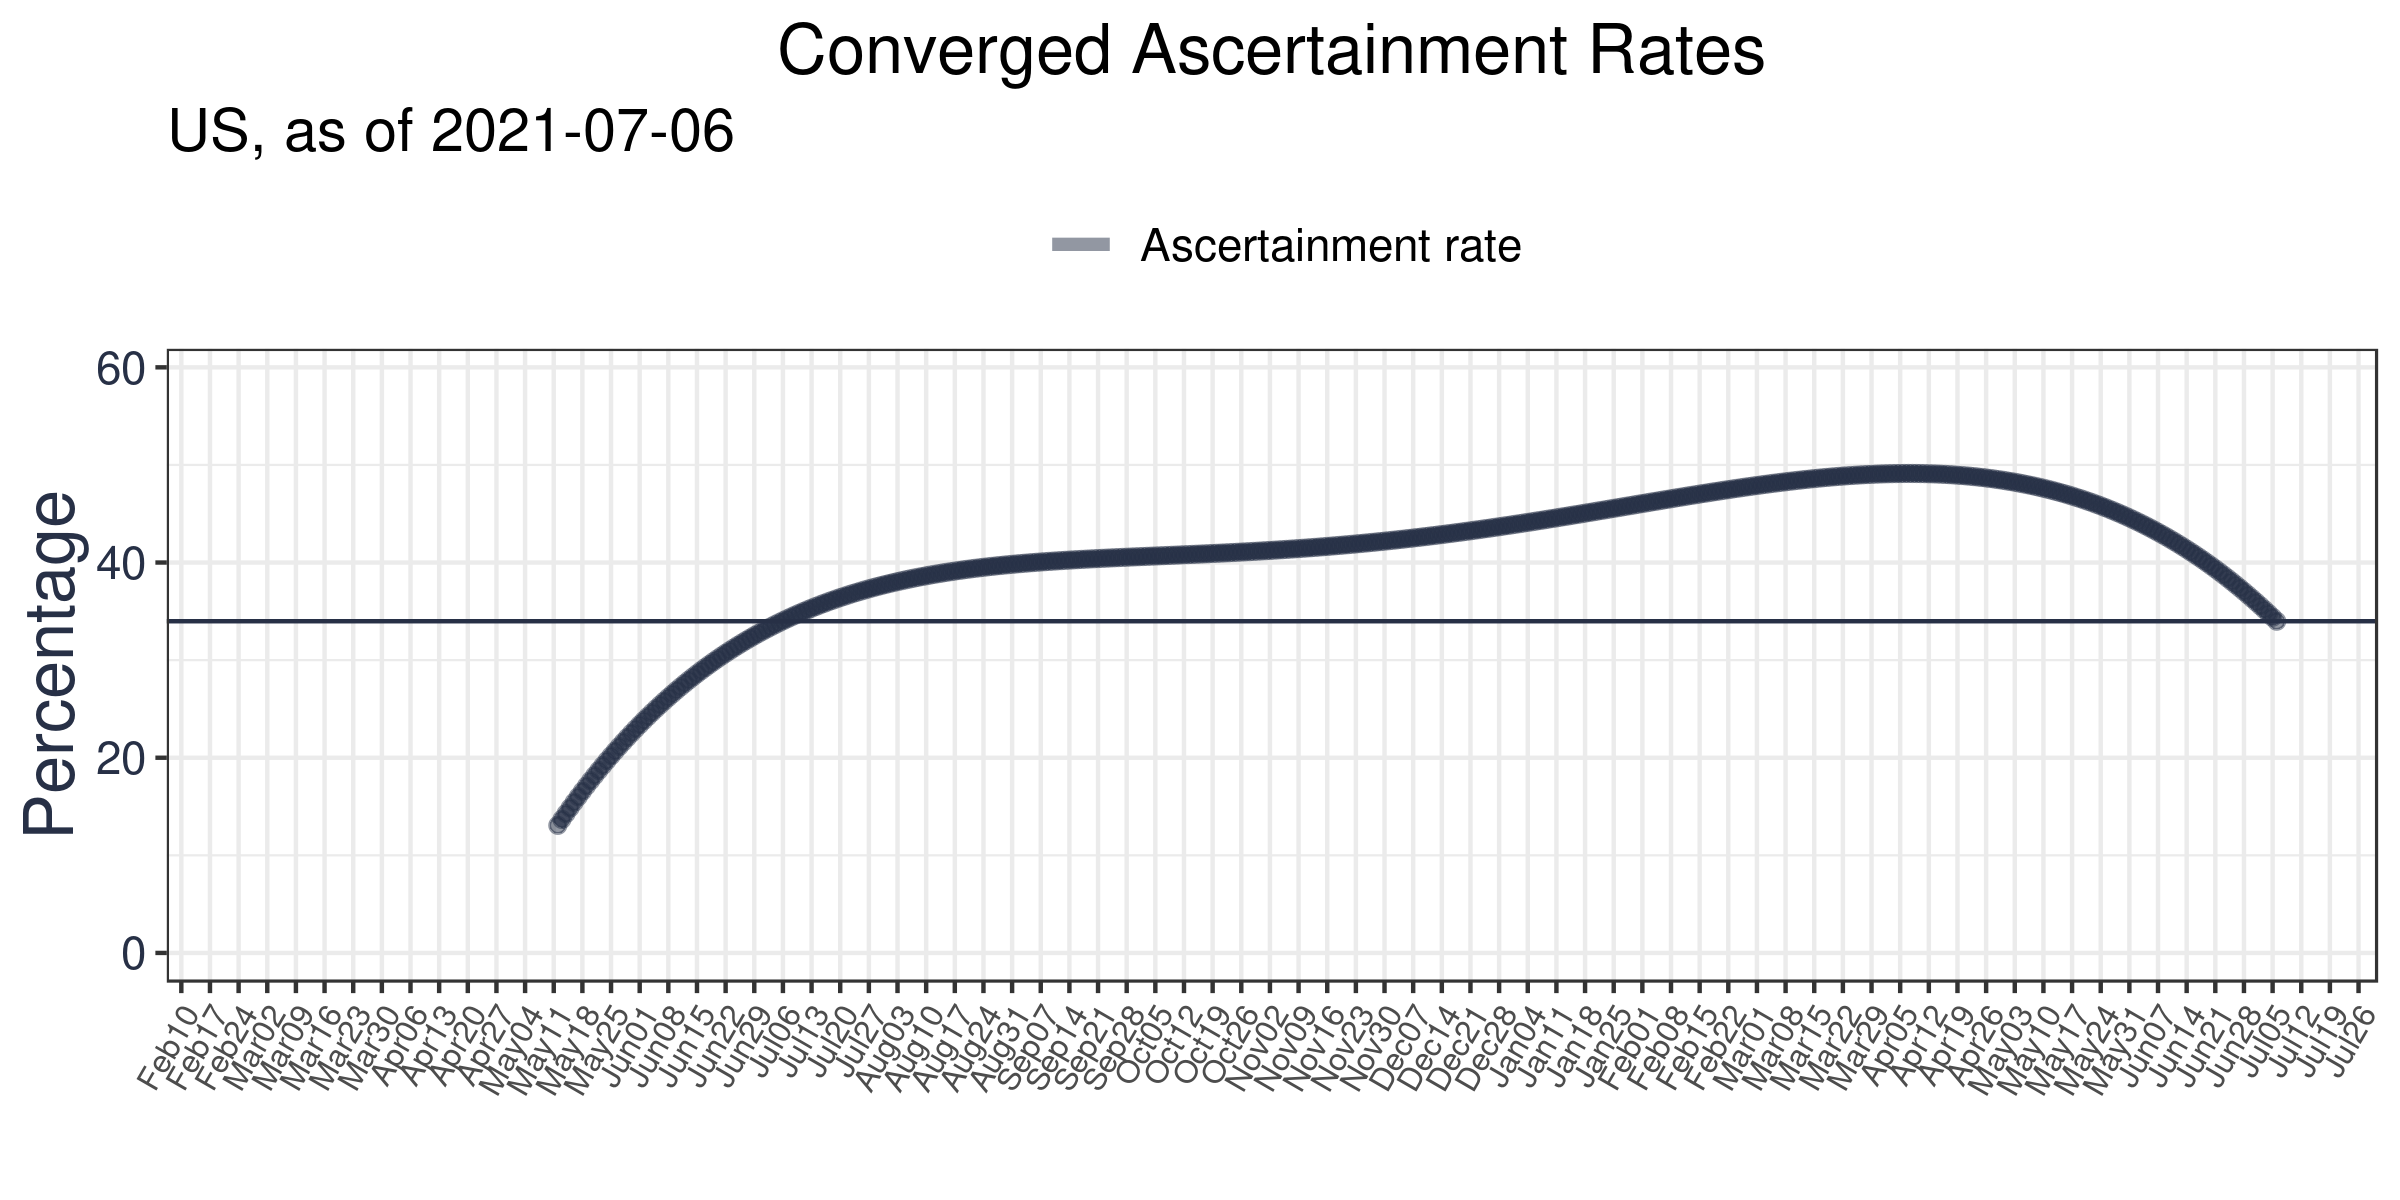 Converged Ascertainment Rates
US, as of 2021-07-06
Ascertainment rate
Percentage
60
40
20
0
Feb10 Feb17 Feb24 Mar02 Mar09 Mar16 Mar23 Mar30 Apr06 Apr13 Apr20 Apr27 May04 May11 May18 May25 Jun01 Jun08 Jun15 Jun22 Jun29 Jul06 Jul13 Jul20 Jul27 Aug03 Aug10 Aug17 Aug24 Aug31 Sep07 Sep14 Sep21 Sep28 Oct05 Oct12 Oct19 Oct26 Nov02 Nov09 Nov16 Nov23 Nov30 Dec07 Dec14 Dec21 Dec28 Jan04 Jan11 Jan18 Jan25 Feb01 Feb08 Feb15 Feb22 Mar01 Mar08 Mar15 Mar22 Mar29 Apr05 Apr12 Apr19 Apr26 May03 May10 May17 May24 May31 Jun07 Jun14 Jun21 Jun28 Jul05 Jul12 Jul19 Jul26